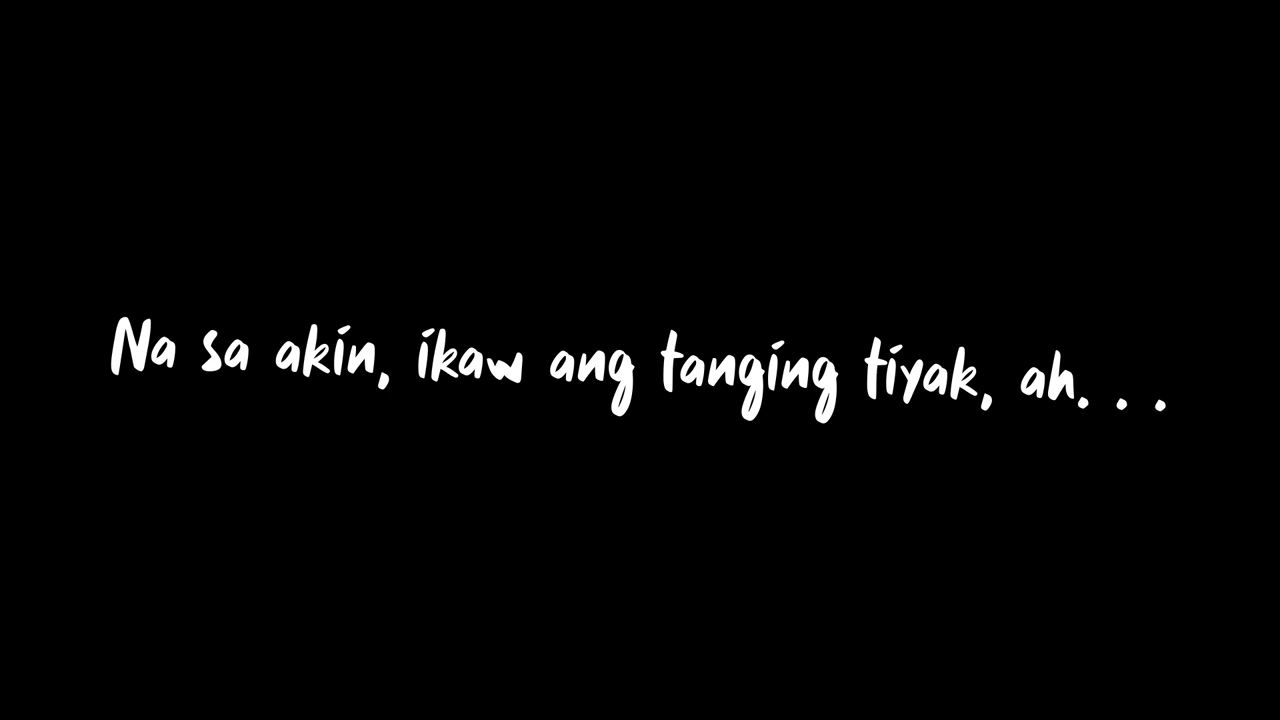 Na sa akin, ikaw ang tanging tiyak, ah. . .